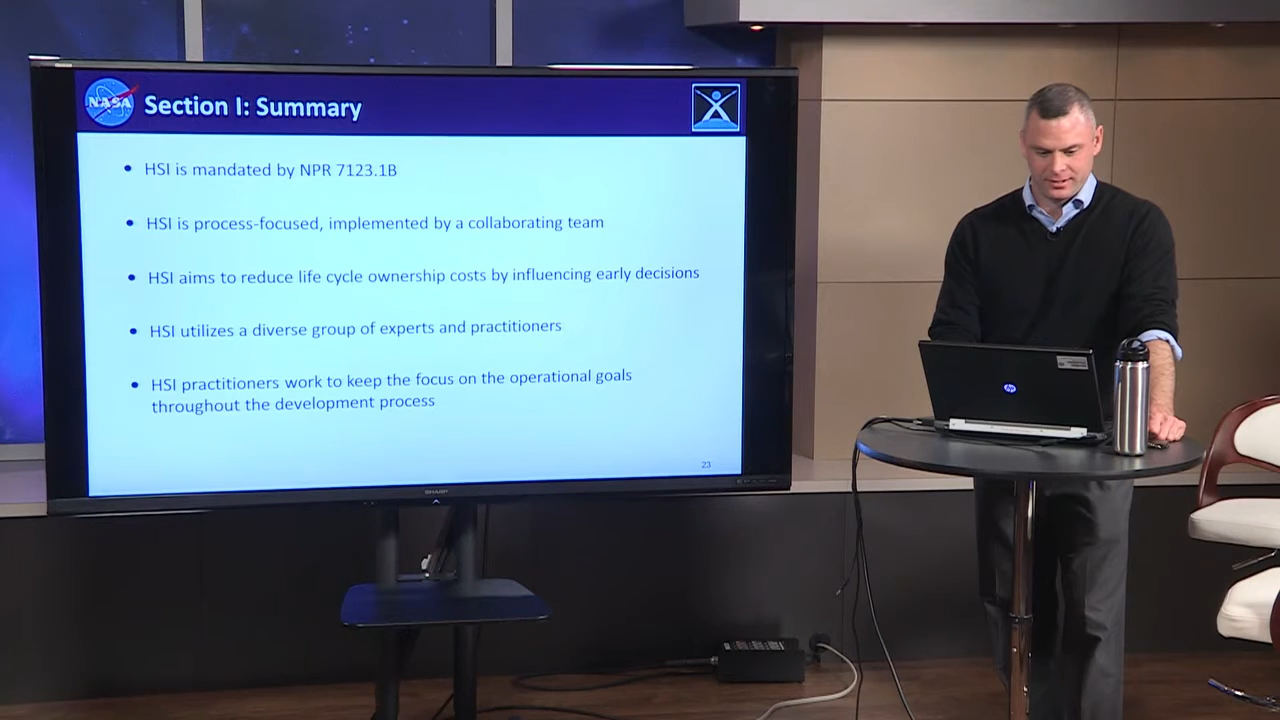 NASA
Section I: Summary
• HSI is mandated by NPR 7123.1B
• HSI is process-focused, implemented by a collaborating team
• HSI aims to reduce life cycle ownership costs by influencing early decisions
• HSI utilizes a diverse group of experts and practitioners
• HSI practitioners work to keep the focus on the operational goals
throughout the development process
23
SHARP
hp